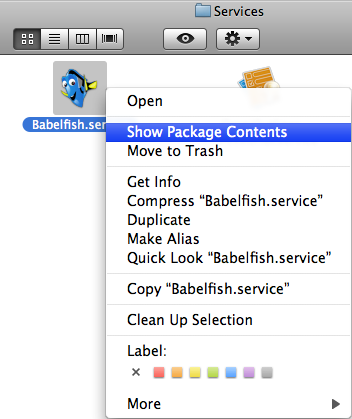 Services
Babelfish.ser
Open
Show Package Contents
Move to Trash
Get Info
Compress “Babelfish.service”
Duplicate
Make Alias
Quick Look “Babelfish.service”
Copy “Babelfish.service”
Clean Up Selection
Label:
More